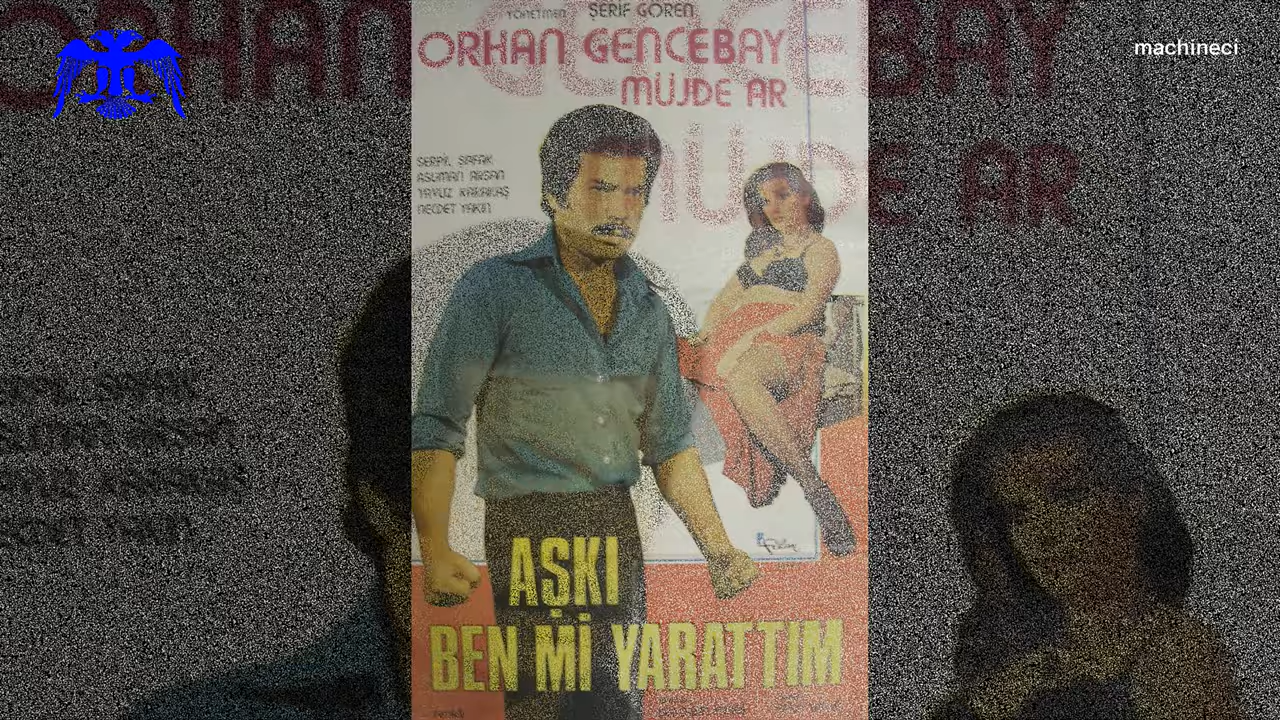 machineci
YÖNETMEN ŞERİF GÖREN
ORHAN GENCEBAY
MÜJDE AR
SERPİL ŞAFAK
ASUMAN ARSAN
YAVUZ KARAKAŞ
NECDET YAKIN
AŞKI
BEN Mİ YARATTIM